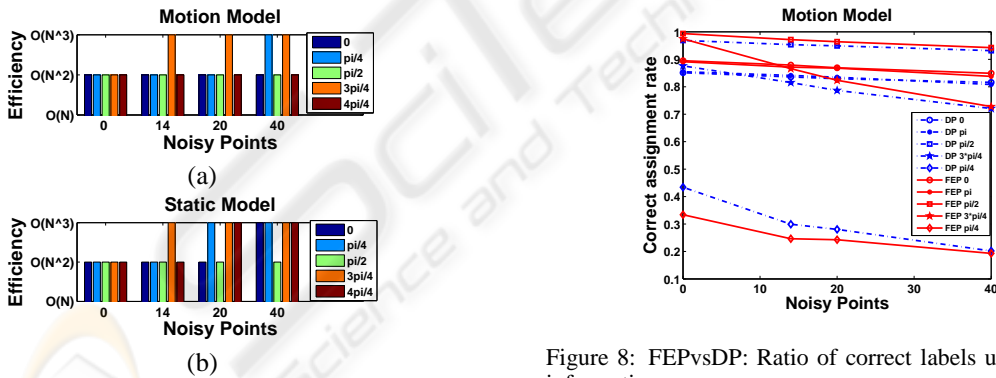 Motion Model
O(N^3)
O(N^2)
O(N)
Efficiency
0
pi/4
pi/2
3pi/4
4pi/4
0 14 20 40
Noisy Points
(a)
Static Model
O(N^3)
O(N^2)
O(N)
Efficiency
0
pi/4
pi/2
3pi/4
4pi/4
0 14 20 40
Noisy Points
(b)
Motion Model
1
0.9
0.8
0.7
0.6
0.5
0.4
0.3
0.2
0.1
Correct assignment rate
DP 0
DP pi
DP pi/2
DP 3*pi/4
DP pi/4
FEP 0
FEP pi
FEP pi/2
FEP 3*pi/4
FEP pi/4
0 10 20 30 40
Noisy Points
Figure 8: FEPvsDP: Ratio of correct labels u
Science and Techn